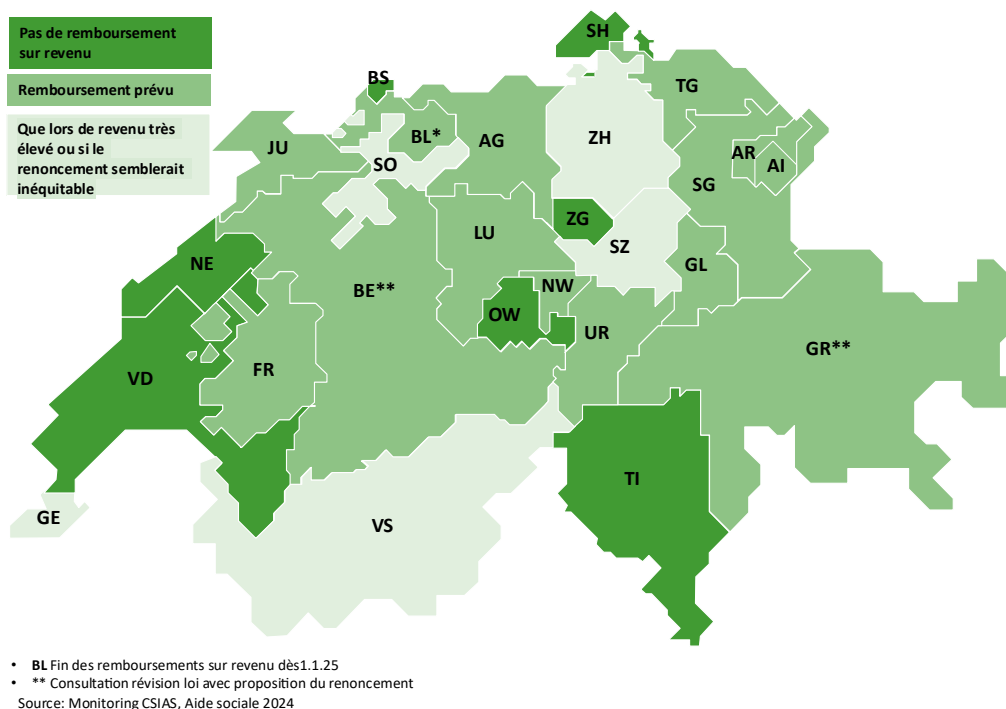 Pas de remboursement
sur revenu
Remboursement prévu
Que lors de revenu très
élevé ou si le
renoncement semblerait
inéquitable
SH
BS
TG
BL*
AG
ZH
JU
SO
AR
AI
SG
ZG
LU
SZ
NE
GL
NW
BE**
OW
UR
GR**
FR
VD
TI
GE
VS
• BL Fin des remboursements sur revenu dès1.1.25
• ** Consultation révision loi avec proposition du renoncement
Source: Monitoring CSIAS, Aide sociale 2024